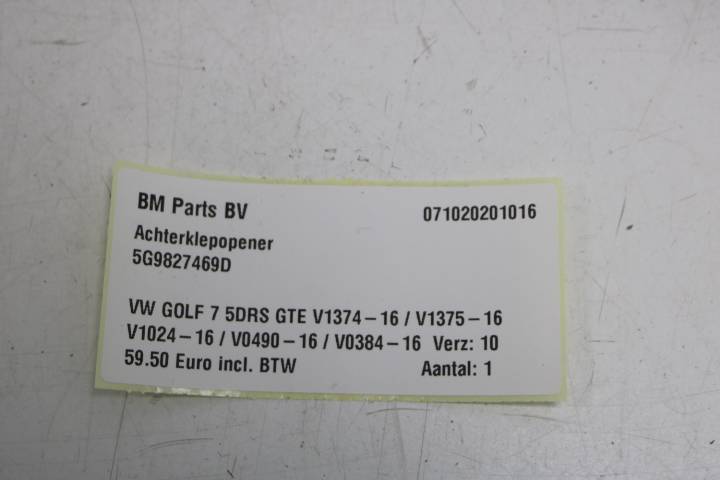 BM Parts BV 071020201016
Achterklepopener
5G9827469D
VW GOLF 7 5DRS GTE V1374-16 / V1375-16
V1024-16 / V0490-16 / V0384-16 Verz: 10
59.50 Euro incl. BTW Aantal: 1